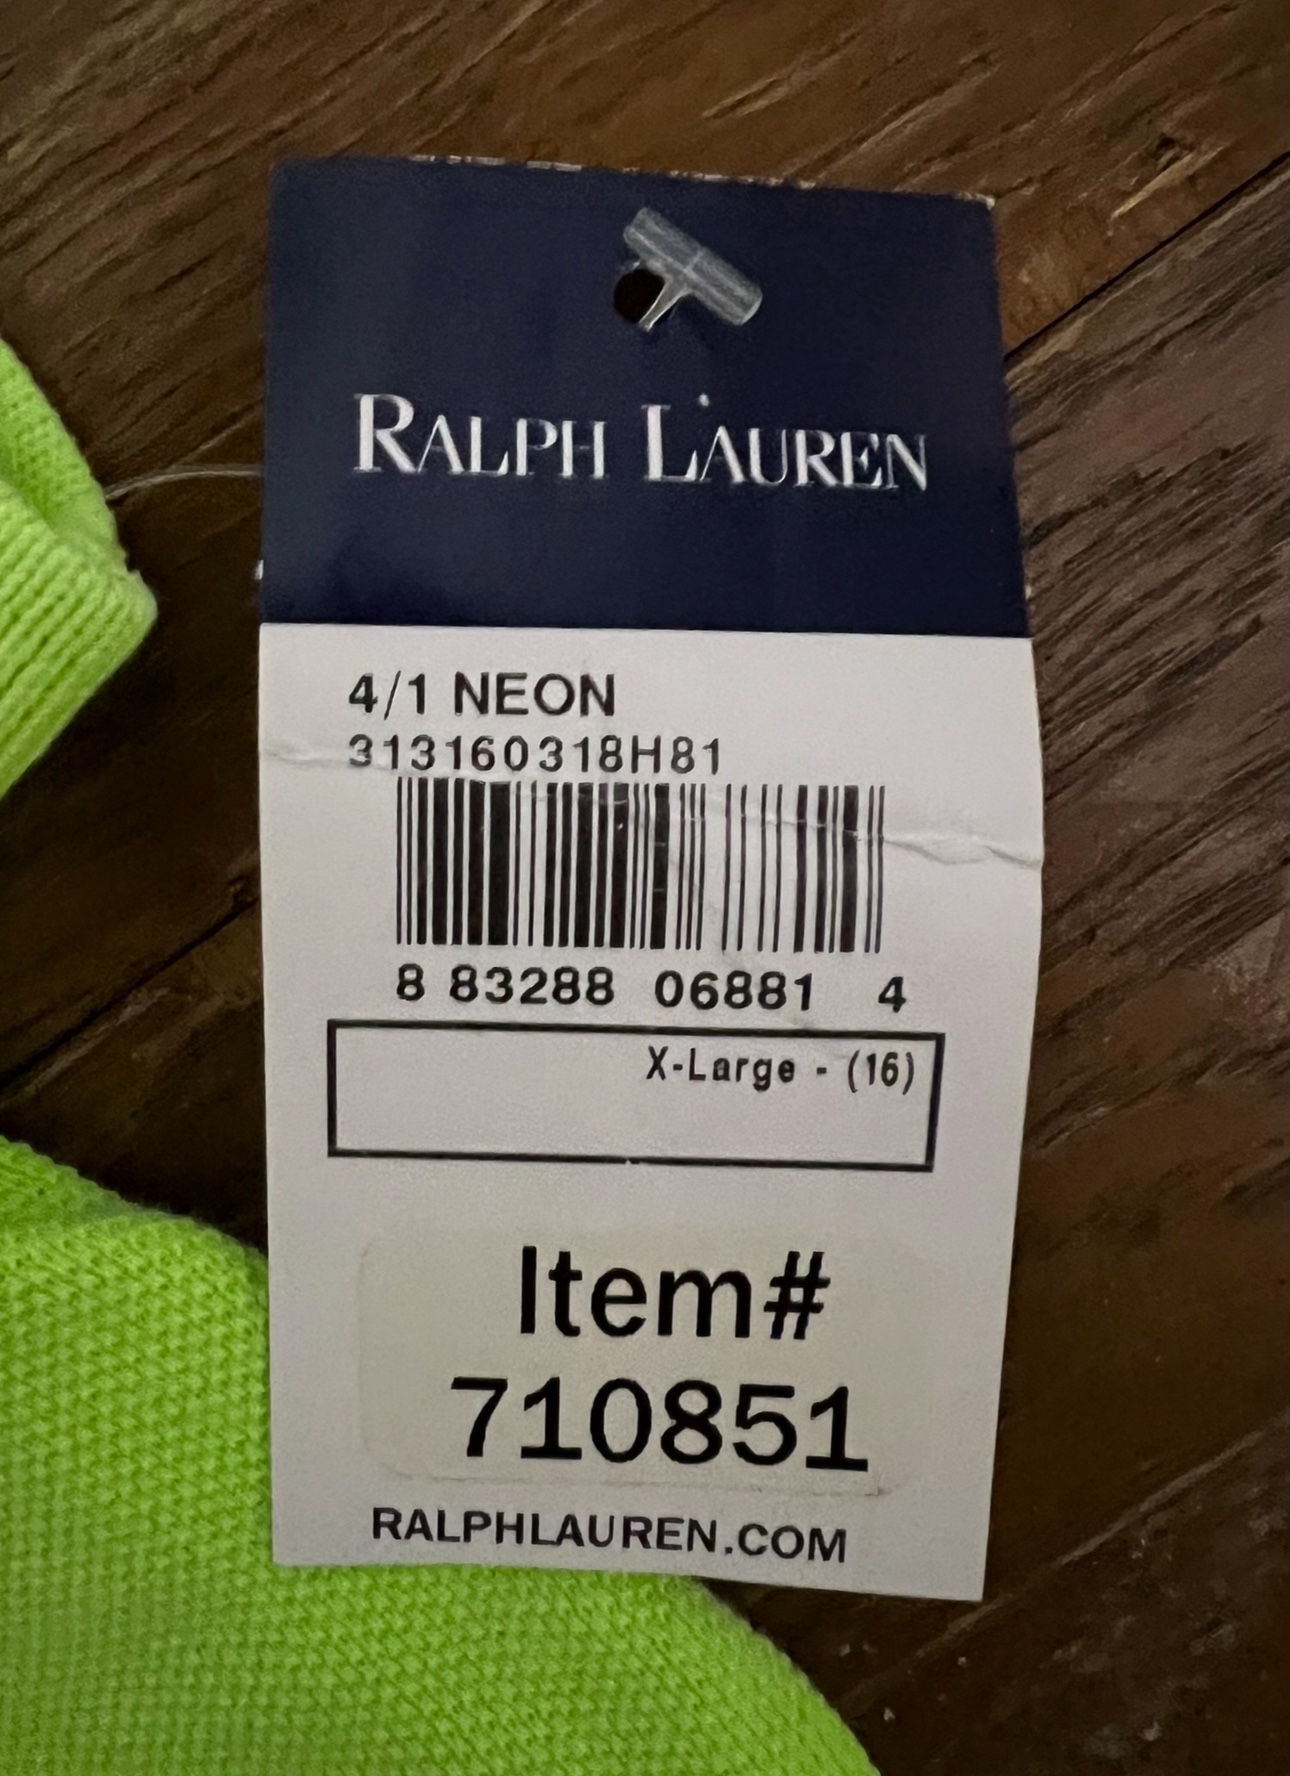 RALPH LAUREN
4/1 NEON
313160318H81
8 83288 06881 4
X-Large - (16)
Item#
710851
RALPHLAUREN.COM